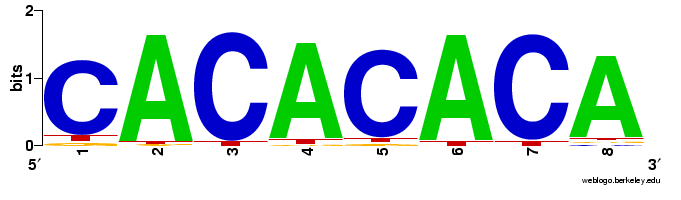 2
bits
1
0
CACACACA
1 2 3 4 5 6 7 8
5′ 3′
weblogo.berkeley.edu